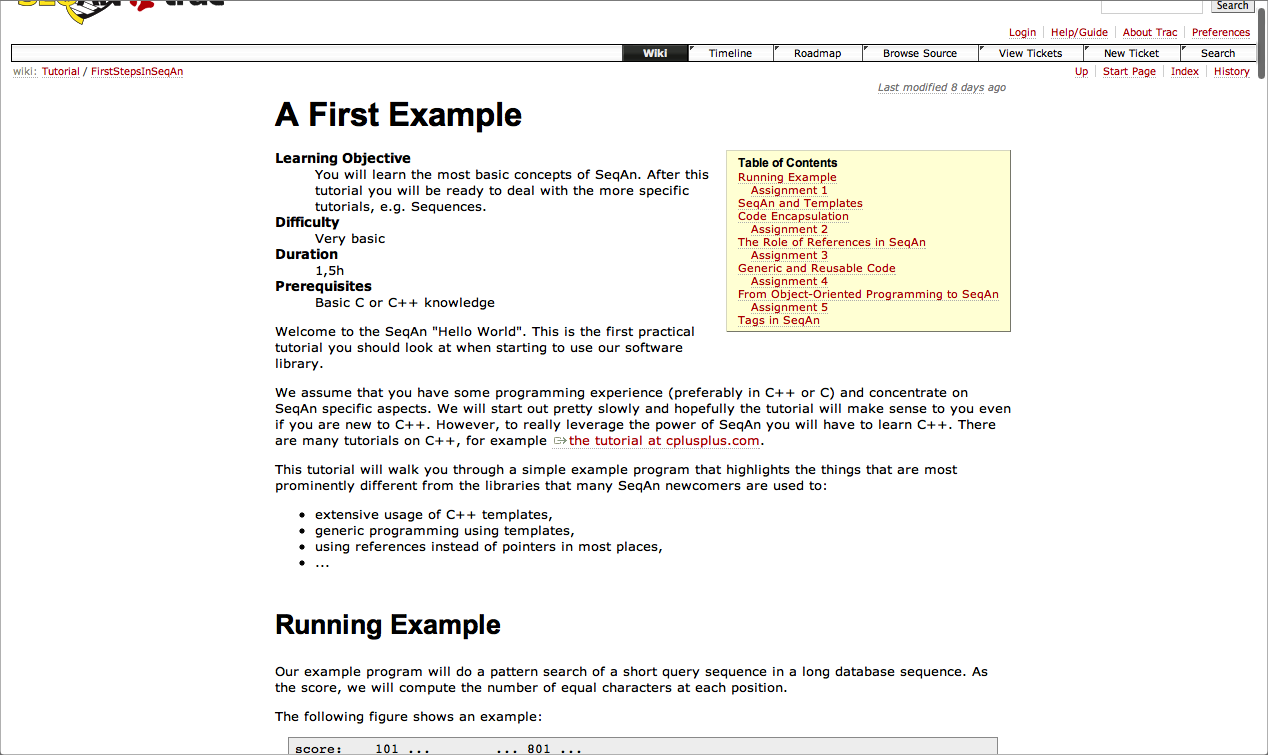 Search
Login Help/Guide About Trac Preferences
Wiki Timeline Roadmap Browse Source View Tickets New Ticket Search
wiki: Tutorial / FirstStepsInSeqAn
Up Start Page Index History
Last modified 8 days ago
A First Example
Learning Objective
You will learn the most basic concepts of SeqAn. After this
tutorial you will be ready to deal with the more specific
tutorials, e.g. Sequences.
Difficulty
Very basic
Duration
1,5h
Prerequisites
Basic C or C++ knowledge
Table of Contents
Running Example
Assignment 1
SeqAn and Templates
Code Encapsulation
Assignment 2
The Role of References in SeqAn
Assignment 3
Generic and Reusable Code
Assignment 4
From Object-Oriented Programming to SeqAn
Assignment 5
Tags in SeqAn
Welcome to the SeqAn "Hello World". This is the first practical
tutorial you should look at when starting to use our software
library.
We assume that you have some programming experience (preferably in C++ or C) and concentrate on
SeqAn specific aspects. We will start out pretty slowly and hopefully the tutorial will make sense to you even
if you are new to C++. However, to really leverage the power of SeqAn you will have to learn C++. There
are many tutorials on C++, for example the tutorial at cplusplus.com.
This tutorial will walk you through a simple example program that highlights the things that are most
prominently different from the libraries that many SeqAn newcomers are used to:
• extensive usage of C++ templates,
• generic programming using templates,
• using references instead of pointers in most places,
• ...
Running Example
Our example program will do a pattern search of a short query sequence in a long database sequence. As
the score, we will compute the number of equal characters at each position.
The following figure shows an example:
score: 101 ... ... 801 ...